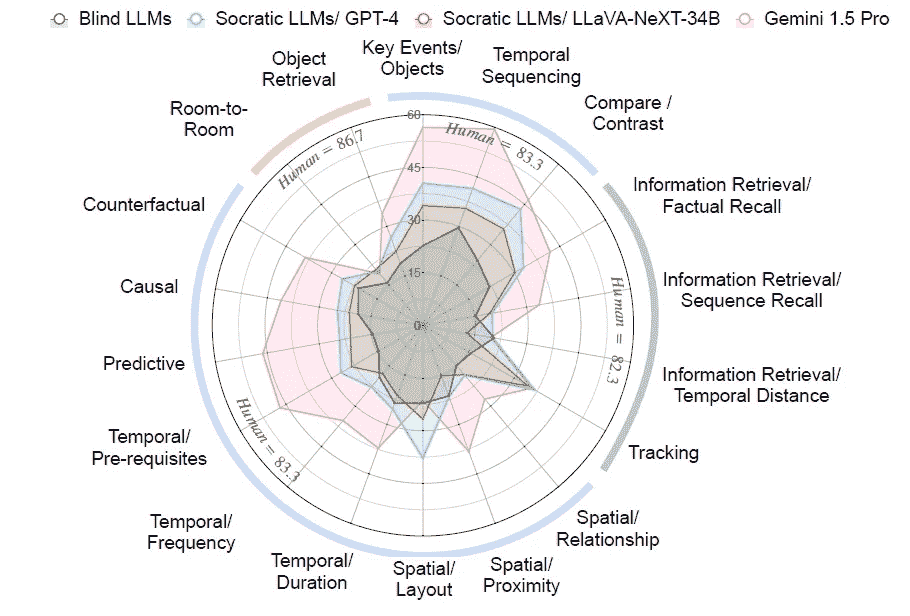 Blind LLMs
Socratic LLMs/ GPT-4
Socratic LLMs/ LLaVA-NeXT-34B
Gemini 1.5 Pro
Key Events/
Objects
Temporal
Sequencing
Compare /
Contrast
Information Retrieval/
Factual Recall
Information Retrieval/
Sequence Recall
Information Retrieval/
Temporal Distance
Tracking
Spatial/
Relationship
Spatial/
Proximity
Spatial/
Layout
Temporal/
Duration
Temporal/
Frequency
Temporal/
Pre-requisites
Predictive
Causal
Counterfactual
Room-to-
Room
Object
Retrieval
Human = 86.7
Human = 83.3
Human = 82.3
Human = 83.3
60
45
30
15
0